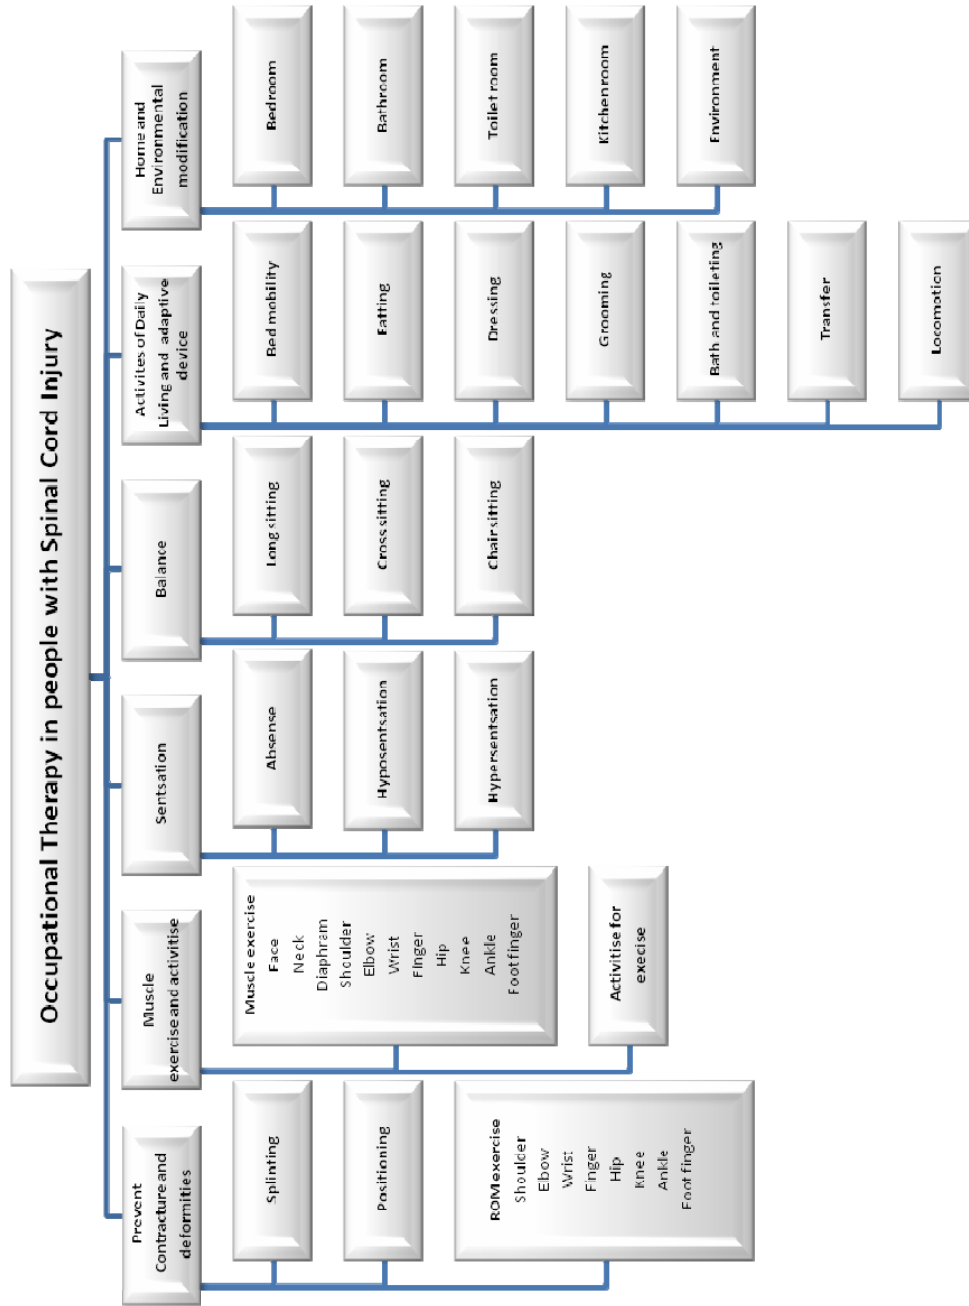 Occupational Therapy in people with Spinal Cord Injury
Prevent
Contracture and
deformities
Splinting
Positioning
ROM exercise
Shoulder
Elbow
Wrist
Finger
Hip
Knee
Ankle
Foot finger
Muscle
exercise and activitise
Muscle exercise
Face
Neck
Diaphram
Shoulder
Elbow
Wrist
Finger
Hip
Knee
Ankle
Foot finger
Activitise for
execise
Sentsation
Absense
Hyposentsation
Hypersentsation
Balance
Long sitting
Cross sitting
Chair sitting
Activites of Daily
Living and adaptive
device
Bed mobility
Eatting
Dressing
Grooming
Bath and toileting
Transfer
Locomotion
Home and
Environmental
modification
Bedroom
Bathroom
Toilet room
Kitchen room
Environment